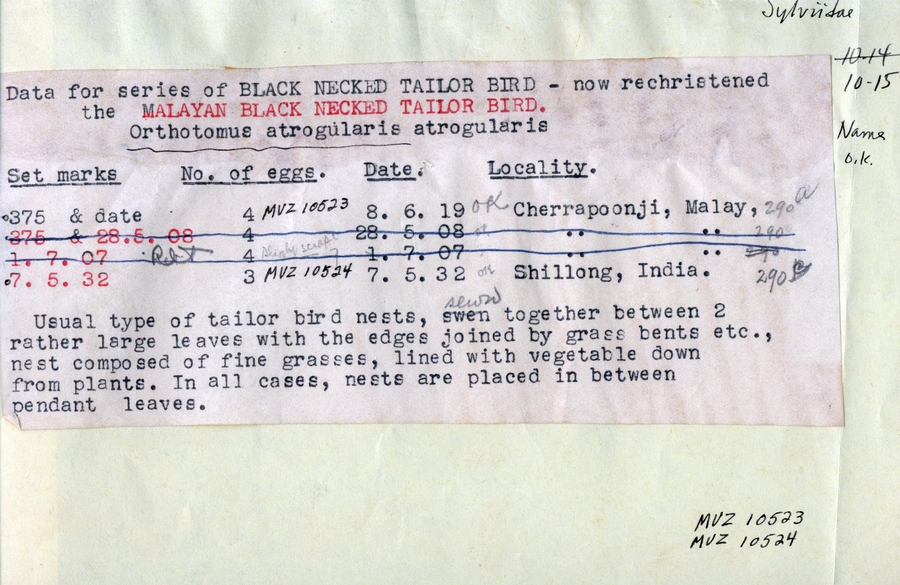 Sylviidae
10-14
10-15
Name
o.k.
Data for series of BLACK NECKED TAILOR BIRD - now rechristened
the MALAYAN BLACK NECKED TAILOR BIRD.
Orthotomus atrogularis atrogularis
Set marks No. of eggs. Date. Locality.
375 & date 4 MVZ 10523 8. 6. 19 OK Cherrapoonji, Malay, 290a
375 & 28.5. 08 4 28. 5. 08 " " 290
1. 7. 07 4 1. 7. 07 " " 290
7. 5. 32 3 MVZ 10524 7. 5. 32 OK Shillong, India. 290B
sewn
Usual type of tailor bird nests, swen together between 2
rather large leaves with the edges joined by grass bents etc.,
nest composed of fine grasses, lined with vegetable down
from plants. In all cases, nests are placed in between
pendant leaves.
MVZ 10523
MVZ 10524